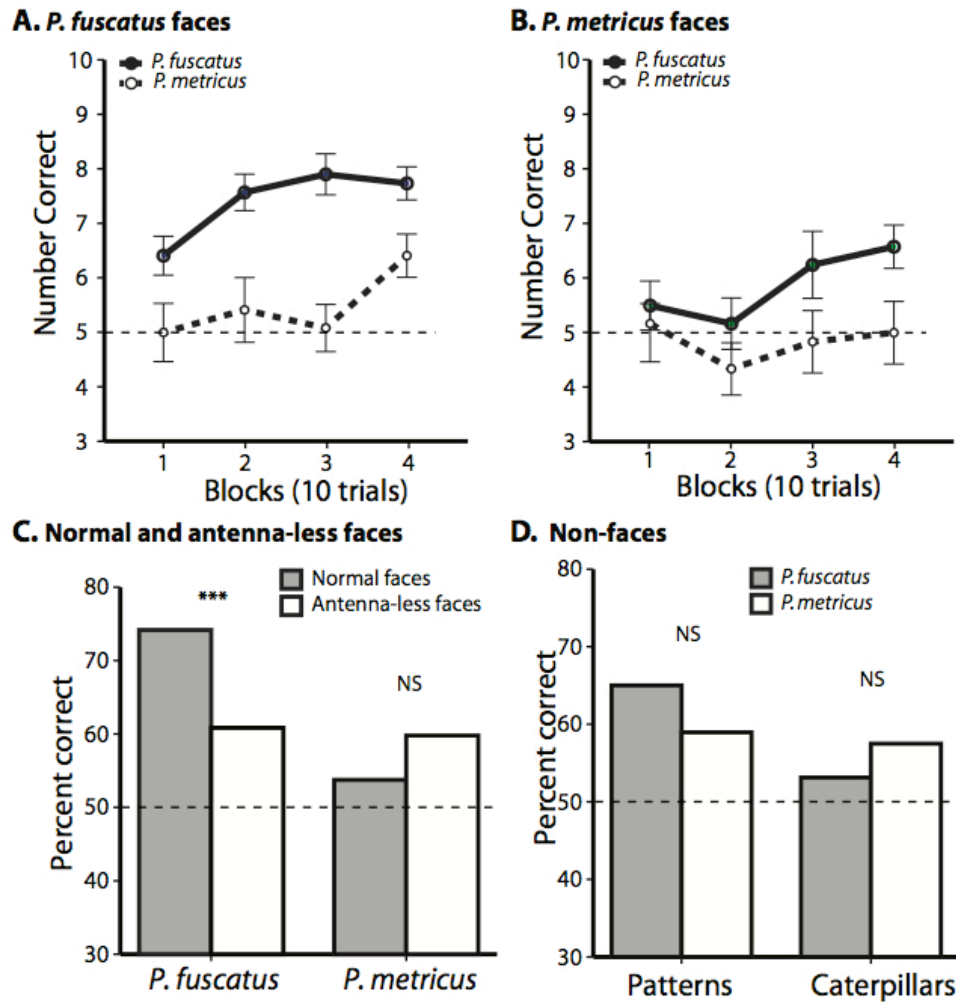 A. P. fuscatus faces
P. fuscatus
P. metricus
10
9
8
7
6
5
4
3
Number Correct
1 2 3 4
Blocks (10 trials)
B. P. metricus faces
P. fuscatus
P. metricus
10
9
8
7
6
5
4
3
Number Correct
1 2 3 4
Blocks (10 trials)
C. Normal and antenna-less faces
Normal faces
Antenna-less faces
80
70
60
50
40
30
Percent correct
***
NS
P. fuscatus P. metricus
D. Non-faces
P. fuscatus
P. metricus
80
70
60
50
40
30
Percent correct
NS
NS
Patterns Caterpillars